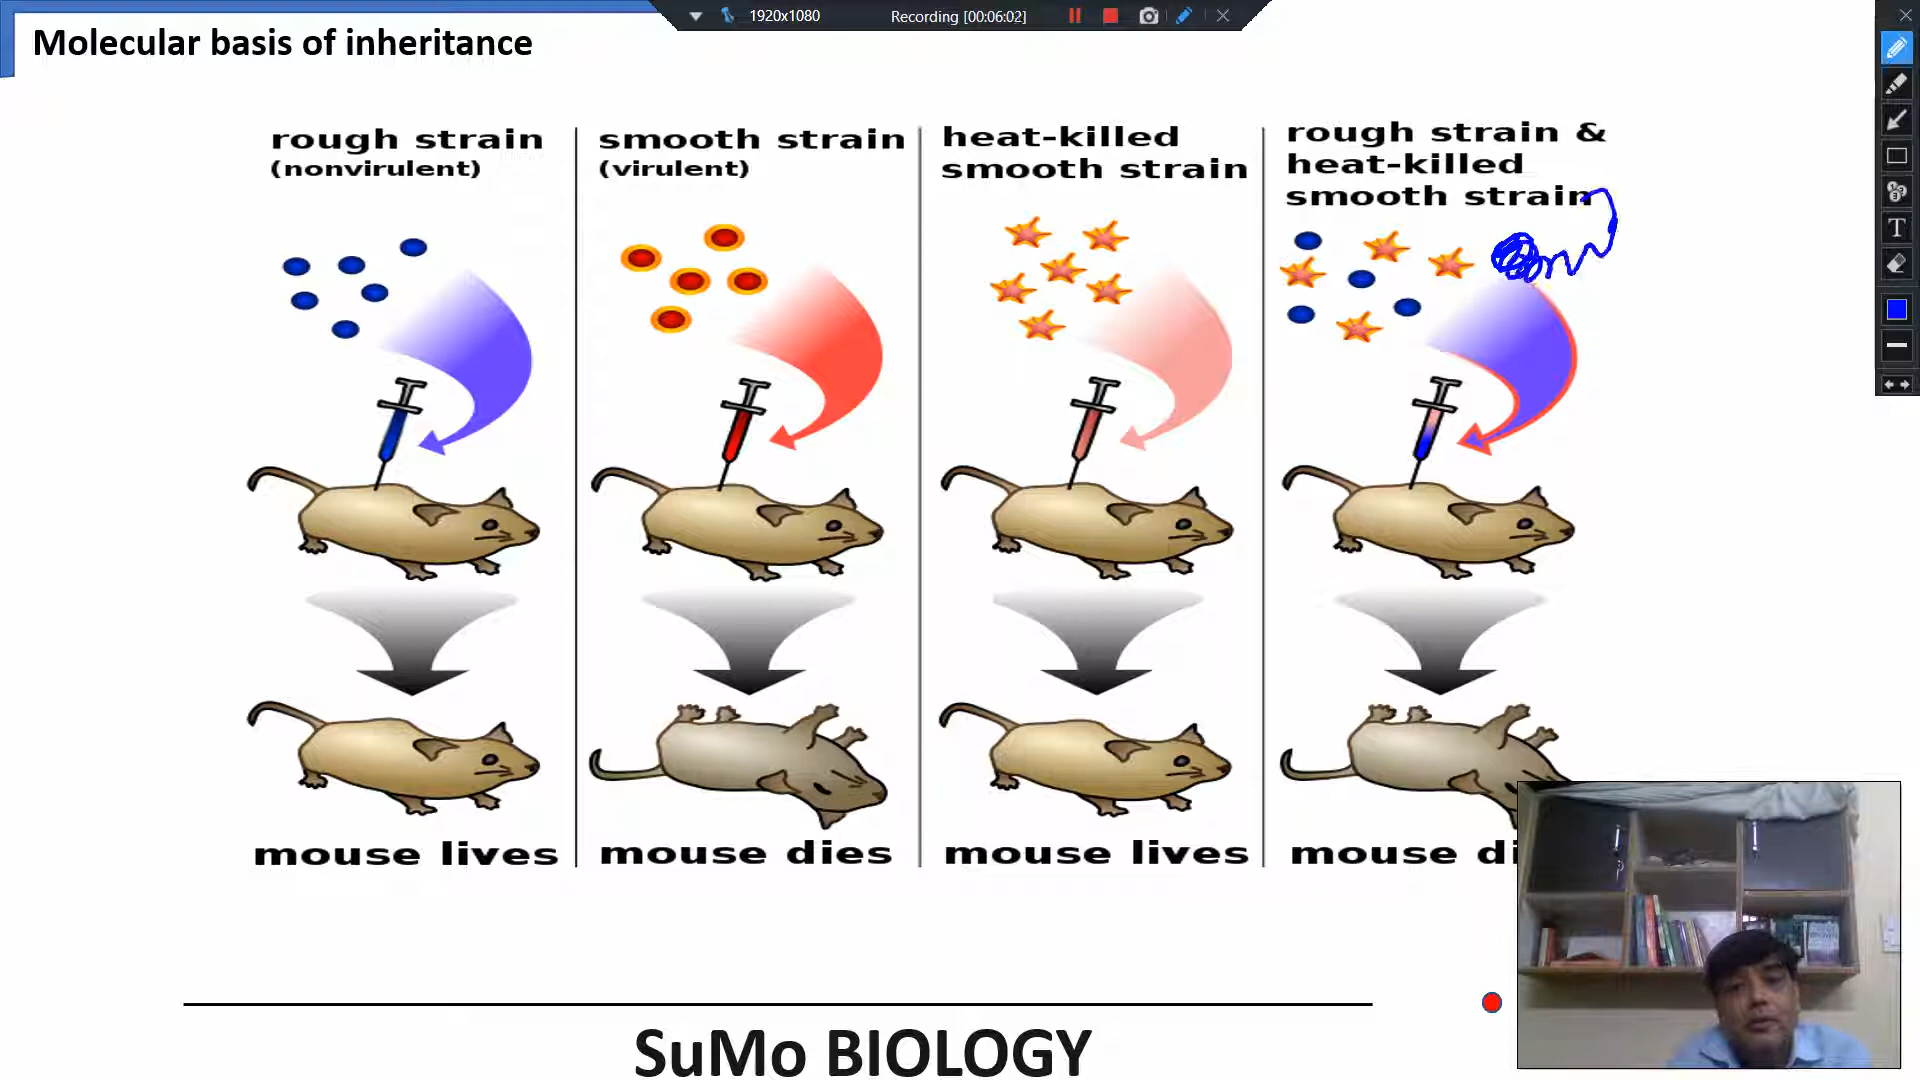 1920x1080
Recording [00:06:02]
Molecular basis of inheritance
rough strain
(nonvirulent)
smooth strain
(virulent)
heat-killed
smooth strain
rough strain &
heat-killed
smooth strain
mouse lives
mouse dies
mouse lives
mouse di
SuMo BIOLOGY
T